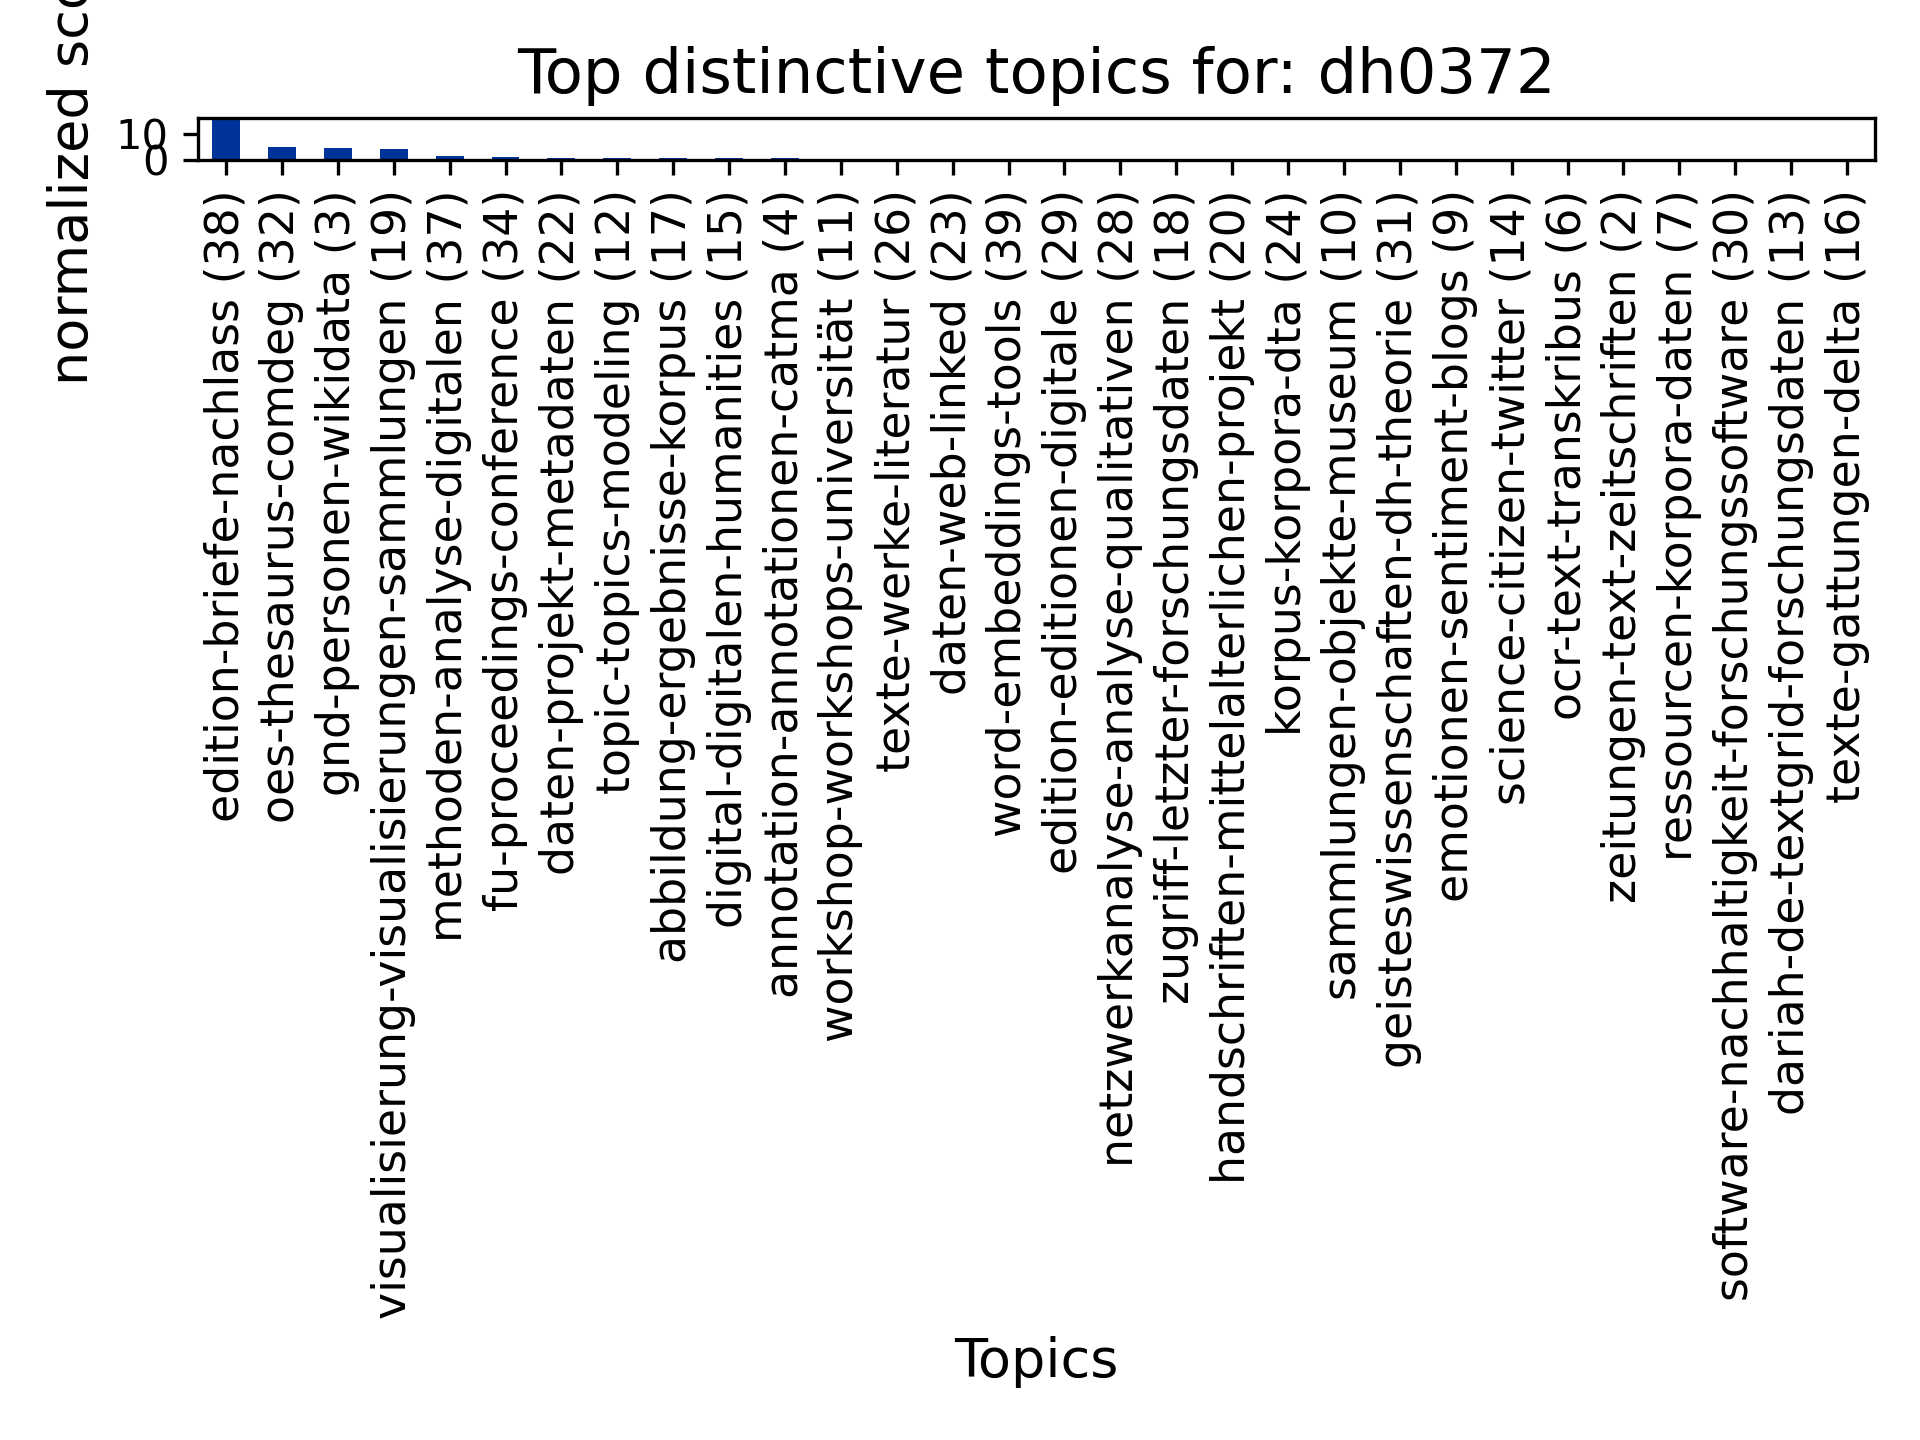 Top distinctive topics for: dh0372
normalized sco
10
0
edition-briefe-nachlass (38)
oes-thesaurus-comdeg (32)
gnd-personen-wikidata (3)
visualisierung-visualisierungen-sammlungen (19)
methoden-analyse-digitalen (37)
fu-proceedings-conference (34)
daten-projekt-metadaten (22)
topic-topics-modeling (12)
abbildung-ergebnisse-korpus (17)
digital-digitalen-humanities (15)
annotation-annotationen-catma (4)
workshop-workshops-universität (11)
texte-werke-literatur (26)
daten-web-linked (23)
word-embeddings-tools (39)
edition-editionen-digitale (29)
netzwerkanalyse-analyse-qualitativen (28)
zugriff-letzter-forschungsdaten (18)
handschriften-mittelalterlichen-projekt (20)
korpus-korpora-dta (24)
sammlungen-objekte-museum (10)
geisteswissenschaften-dh-theorie (31)
emotionen-sentiment-blogs (9)
science-citizen-twitter (14)
ocr-text-transkribus (6)
zeitungen-text-zeitschriften (2)
ressourcen-korpora-daten (7)
software-nachhaltigkeit-forschungssoftware (30)
dariah-de-textgrid-forschungsdaten (13)
texte-gattungen-delta (16)
Topics